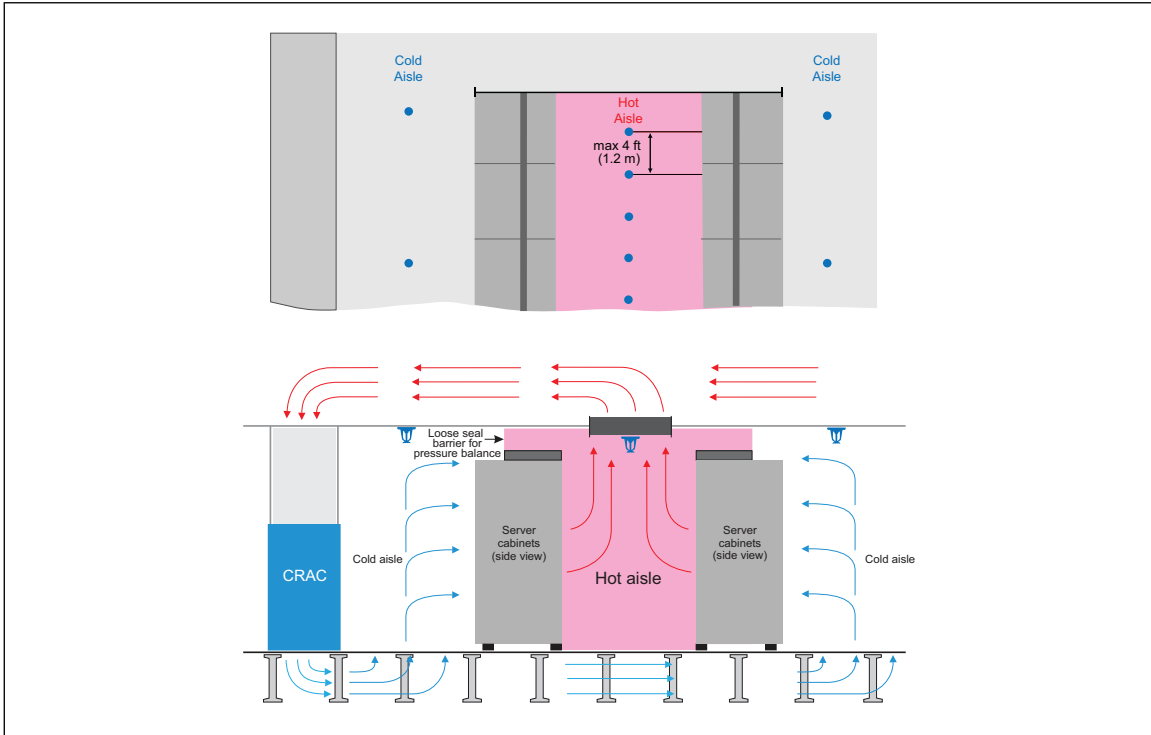 Cold
Aisle
Cold
Aisle
Hot
Aisle
max 4 ft
(1.2 m)
Loose seal
barrier for
pressure balance
Server
cabinets
(side view)
Server
cabinets
(side view)
Cold aisle
Cold aisle
CRAC
Hot aisle